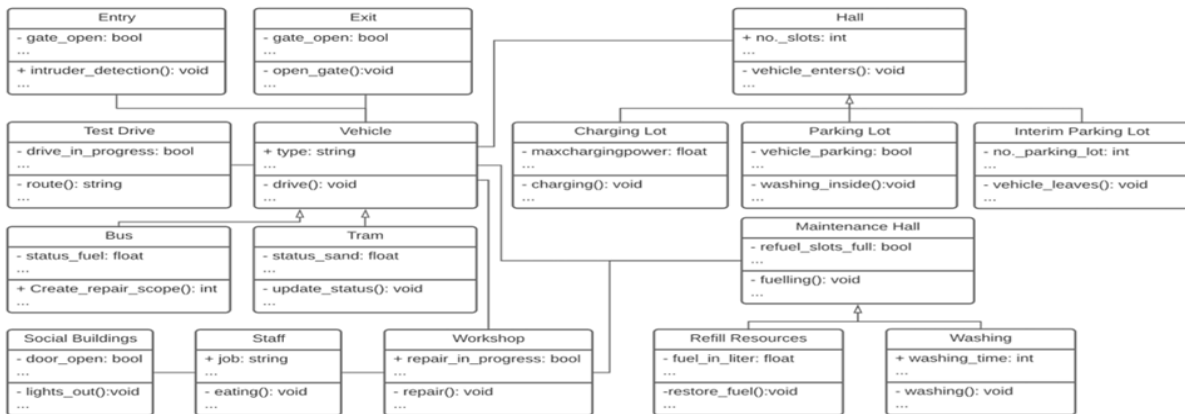 Entry
- gate_open: bool
...
+ intruder_detection(): void
...
Exit
- gate_open: bool
...
- open_gate():void
...
Hall
+ no._slots: int
...
- vehicle_enters(): void
...
Test Drive
- drive_in_progress: bool
...
- route(): string
...
Vehicle
+ type: string
...
- drive(): void
...
Charging Lot
- maxchargingpower: float
...
- charging(): void
...
Parking Lot
- vehicle_parking: bool
...
- washing_inside():void
...
Interim Parking Lot
- no._parking_lot: int
...
- vehicle_leaves(): void
...
Bus
- status_fuel: float
...
+ Create_repair_scope(): int
...
Tram
- status_sand: float
...
- update_status(): void
...
Maintenance Hall
- refuel_slots_full: bool
...
- fuelling(): void
...
Social Buildings
- door_open: bool
...
- lights_out():void
...
Staff
+ job: string
...
- eating(): void
...
Workshop
+ repair_in_progress: bool
...
- repair(): void
...
Refill Resources
- fuel_in_liter: float
...
-restore_fuel():void
...
Washing
+ washing_time: int
...
- washing(): void
...